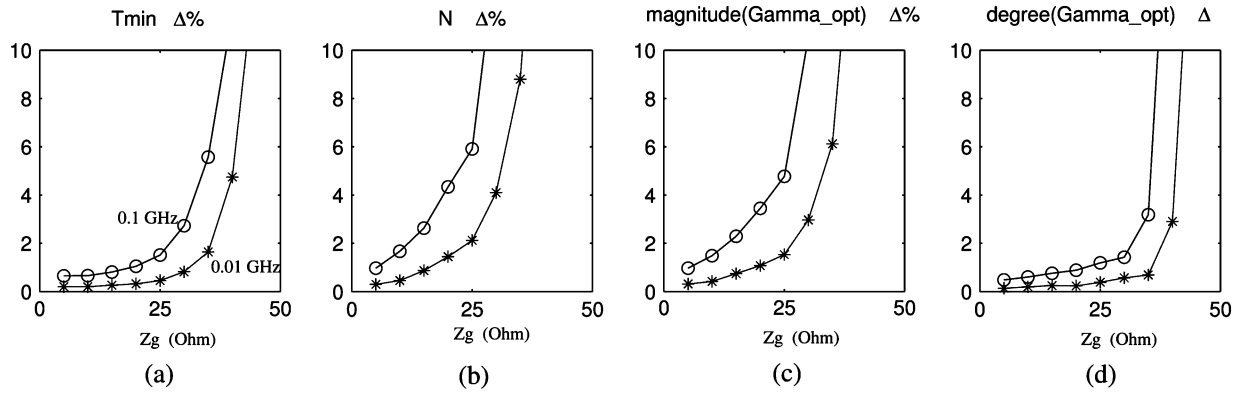 Tmin Δ%
10
8
6
4
2
0
0.1 GHz
0.01 GHz
0 25 50
Zg (Ohm)
(a)
N Δ%
10
8
6
4
2
0
0 25 50
Zg (Ohm)
(b)
magnitude(Gamma_opt) Δ%
10
8
6
4
2
0
0 25 50
Zg (Ohm)
(c)
degree(Gamma_opt) Δ
10
8
6
4
2
0
0 25 50
Zg (Ohm)
(d)